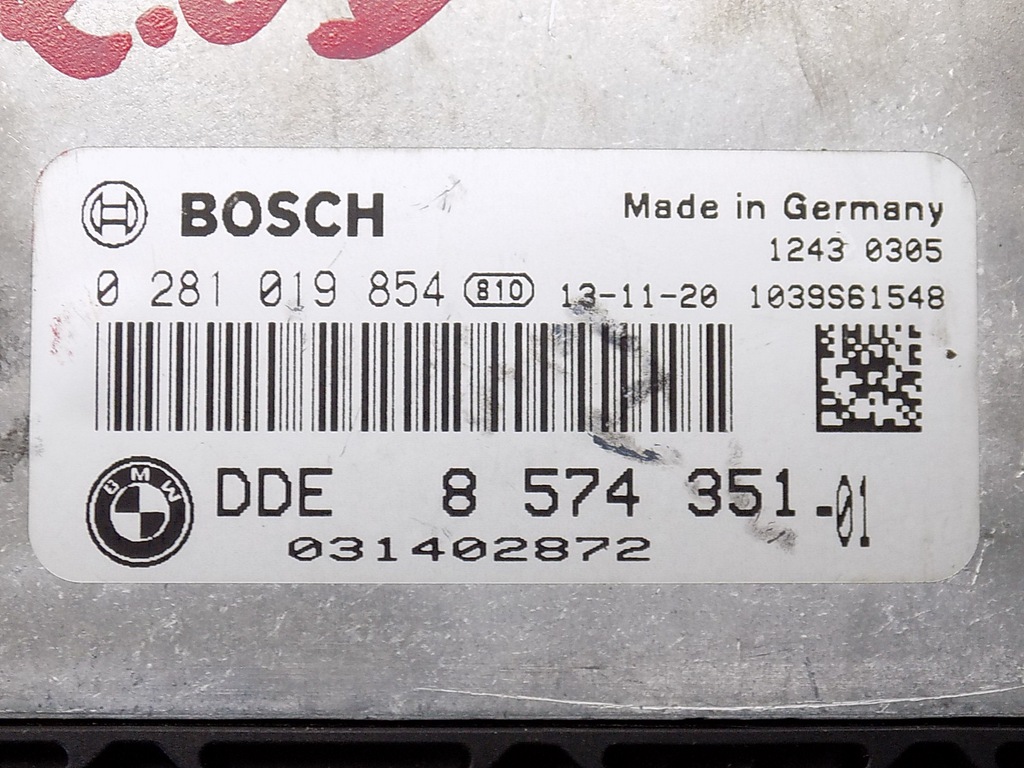 BOSCH
Made in Germany
1243 0305
0 281 019 854 810 13-11-20 1039S61548
BMW
DDE 8 574 351-01
031402872